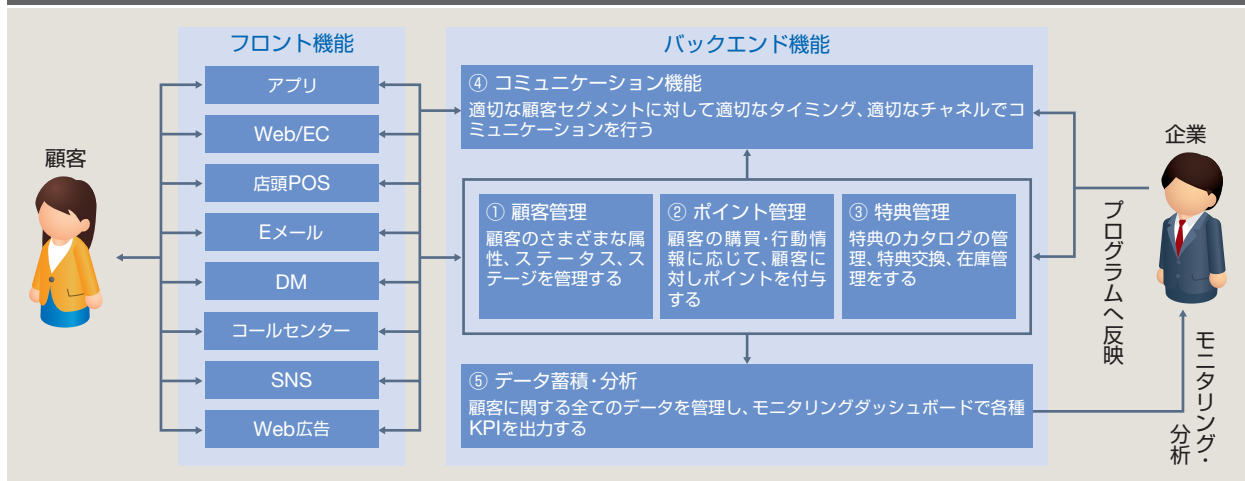 フロント機能
バックエンド機能
顧客
アプリ
Web/EC
店頭POS
Eメール
DM
コールセンター
SNS
Web広告
④ コミュニケーション機能
適切な顧客セグメントに対して適切なタイミング、適切なチャネルでコ
ミュニケーションを行う
① 顧客管理
顧客のさまざまな属
性、ステータス、ス
テージを管理する
② ポイント管理
顧客の購買・行動情
報に応じて、顧客に
対しポイントを付与
する
③ 特典管理
特典のカタログの管
理、特典交換、在庫管
理をする
⑤ データ蓄積・分析
顧客に関する全てのデータを管理し、モニタリングダッシュボードで各種
KPIを出力する
企業
プログラムへ反映
モニタリング・
分析